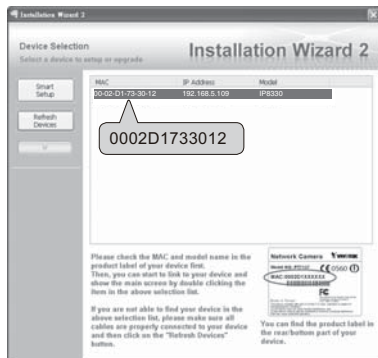 Installation Wizard 2
Device Selection
Select a device to setup or upgrade
Installation Wizard 2
Smart
Setup
Refresh
Devices
MAC IP Address Model
00-02-D1-73-30-12 192.168.5.109 IP8330
0002D1733012
Please check the MAC and model name in the
product label of your device first.
Then, you can start to link to your device and
show the main screen by double clicking the
item in the above selection list.
If you are not able to find your device in the
above selection list, please make sure all
cables are properly connected to your device
and then click on the "Refresh Devices"
button.
Network Camera
MAC:0002D1XXXXXX
0560
FC
You can find the product label in
the rear/bottom part of your
device.